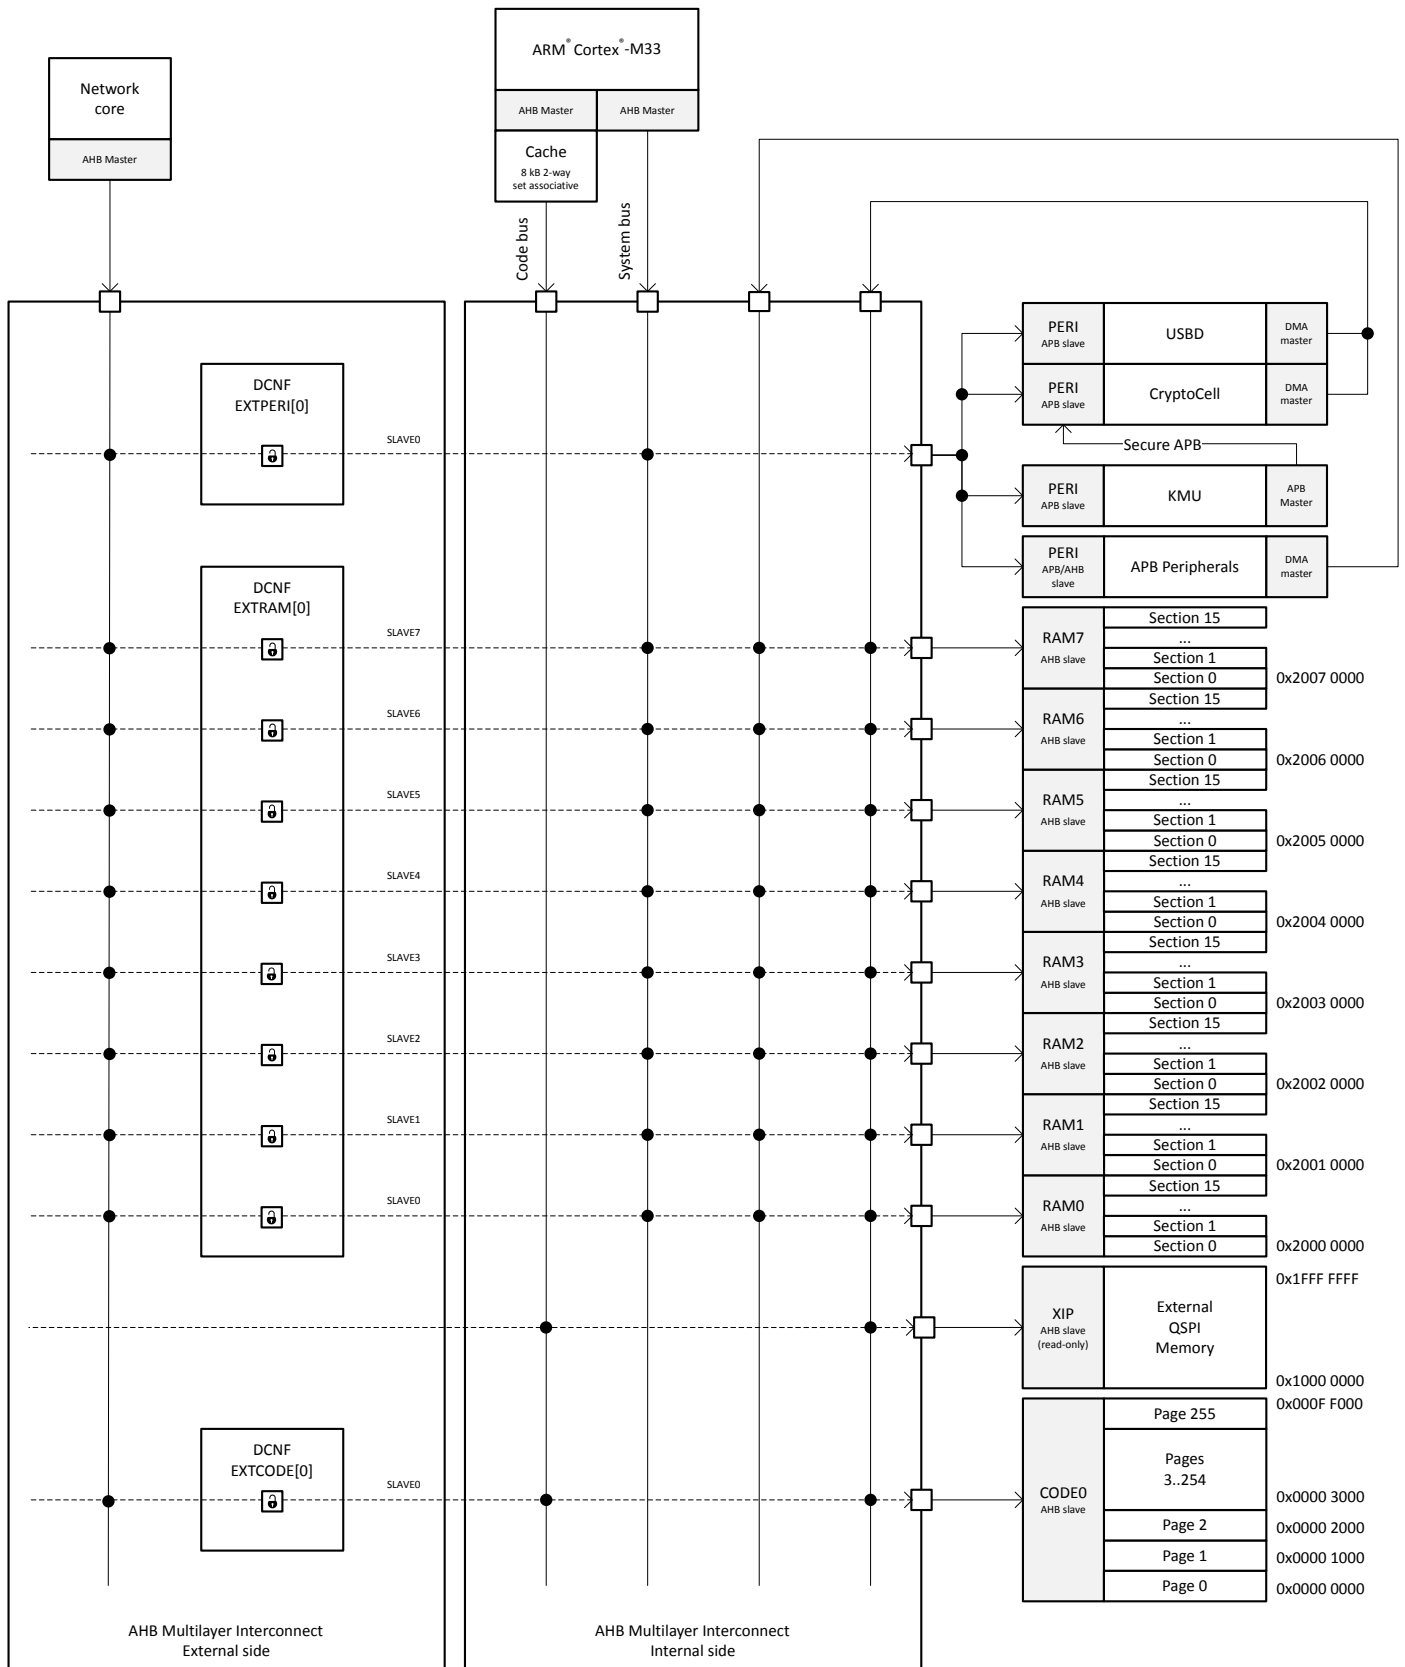 ARM® Cortex®-M33
AHB Master
AHB Master
Cache
8 kB 2-way
set associative
Network
core
AHB Master
Code bus
System bus
DCNF
EXTPERI[0]
SLAVE0
PERI
APB slave
USBD
DMA
master
PERI
APB slave
CryptoCell
DMA
master
Secure APB
PERI
APB slave
KMU
APB
Master
PERI
APB/AHB
slave
APB Peripherals
DMA
master
DCNF
EXTRAM[0]
SLAVE7
RAM7
AHB slave
Section 15
...
Section 1
Section 0
0x2007 0000
SLAVE6
RAM6
AHB slave
Section 15
...
Section 1
Section 0
0x2006 0000
SLAVE5
RAM5
AHB slave
Section 15
...
Section 1
Section 0
0x2005 0000
SLAVE4
RAM4
AHB slave
Section 15
...
Section 1
Section 0
0x2004 0000
SLAVE3
RAM3
AHB slave
Section 15
...
Section 1
Section 0
0x2003 0000
SLAVE2
RAM2
AHB slave
Section 15
...
Section 1
Section 0
0x2002 0000
SLAVE1
RAM1
AHB slave
Section 15
...
Section 1
Section 0
0x2001 0000
SLAVE0
RAM0
AHB slave
Section 15
...
Section 1
Section 0
0x2000 0000
XIP
AHB slave
(read-only)
External
QSPI
Memory
0x1FFF FFFF
0x1000 0000
DCNF
EXTCODE[0]
SLAVE0
CODE0
AHB slave
Page 255
0x000F F000
Pages
3..254
0x0000 3000
Page 2
0x0000 2000
Page 1
0x0000 1000
Page 0
0x0000 0000
AHB Multilayer Interconnect
External side
AHB Multilayer Interconnect
Internal side